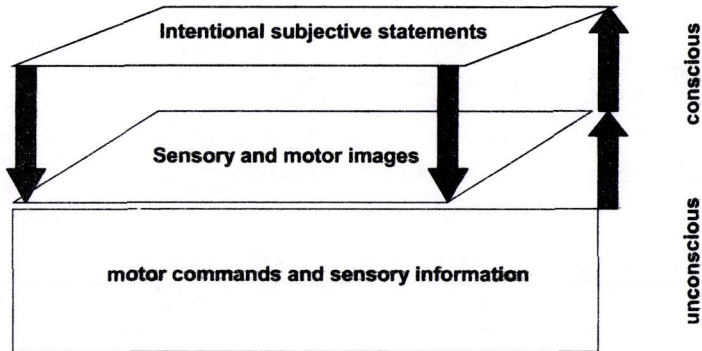 Intentional subjective statements
conscious
Sensory and motor images
motor commands and sensory information
unconscious